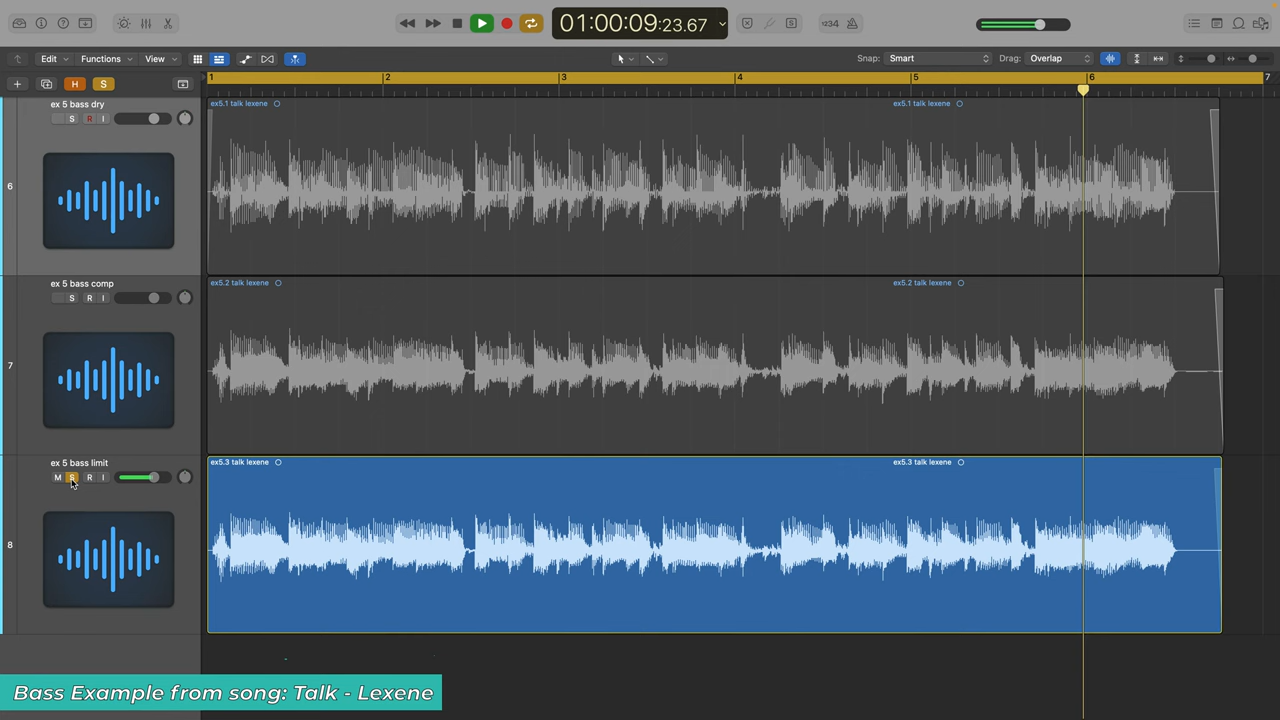 01:00:09:23.67
1234
Edit Functions View Snap: Smart Drag: Overlap
H S
1 2 3 4 5 6 7
ex 5 bass dry
S R I
ex5.1 talk lexene ex5.1 talk lexene
6
ex 5 bass comp
S R I
ex5.2 talk lexene ex5.2 talk lexene
7
ex 5 bass limit
M S R I
ex5.3 talk lexene ex5.3 talk lexene
8
Bass Example from song: Talk - Lexene